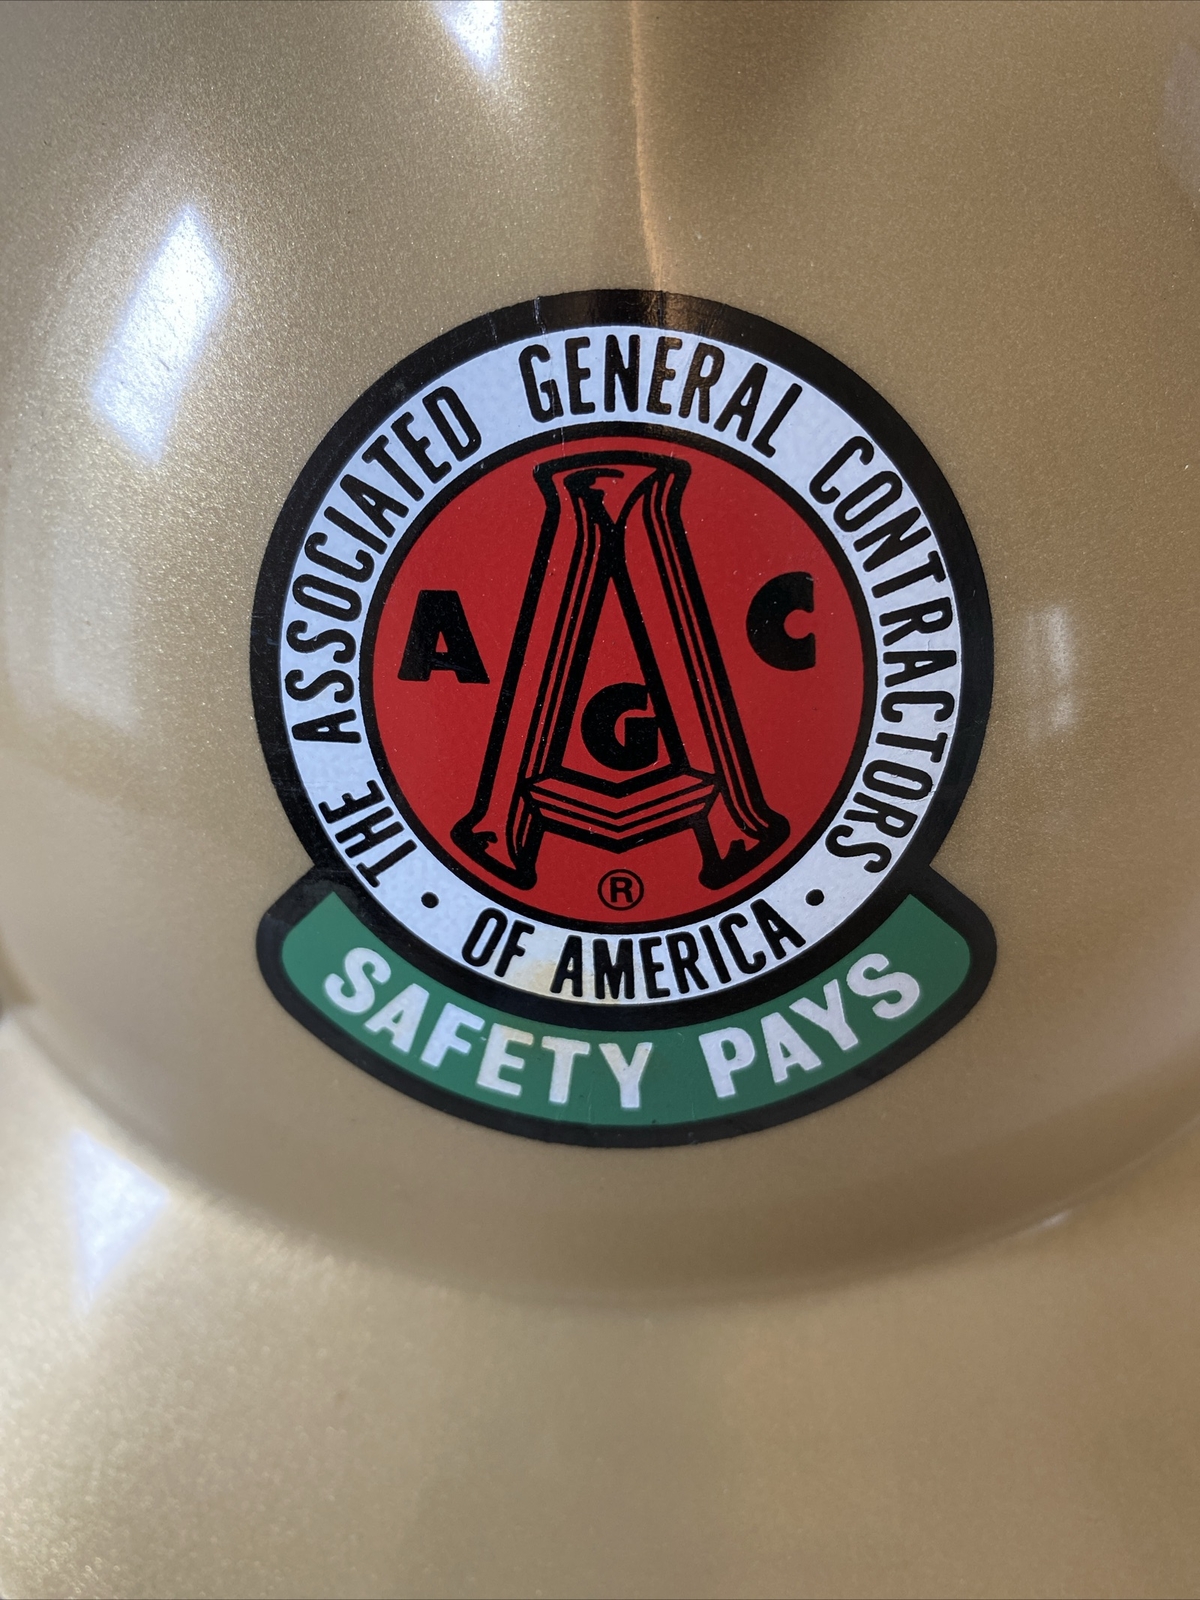 THE ASSOCIATED GENERAL CONTRACTORS
· OF AMERICA ·
A G C
®
SAFETY PAYS